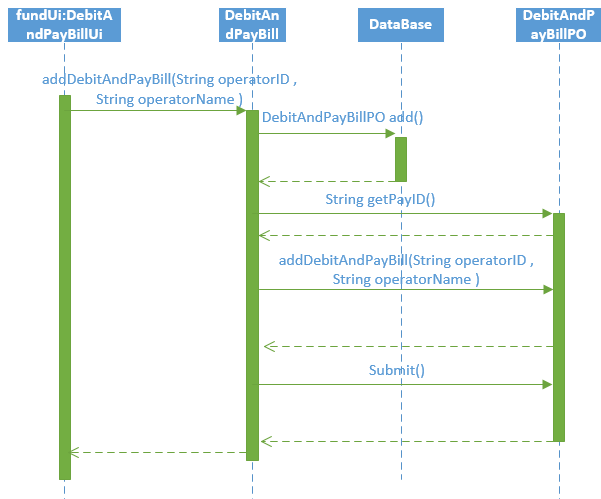 fundUi:DebitA
ndPayBillUi
DebitAn
dPayBill
DataBase
DebitAndP
ayBillPO
addDebitAndPayBill(String operatorID ,
String operatorName )
DebitAndPayBillPO add()
String getPayID()
addDebitAndPayBill(String operatorID ,
String operatorName )
Submit()